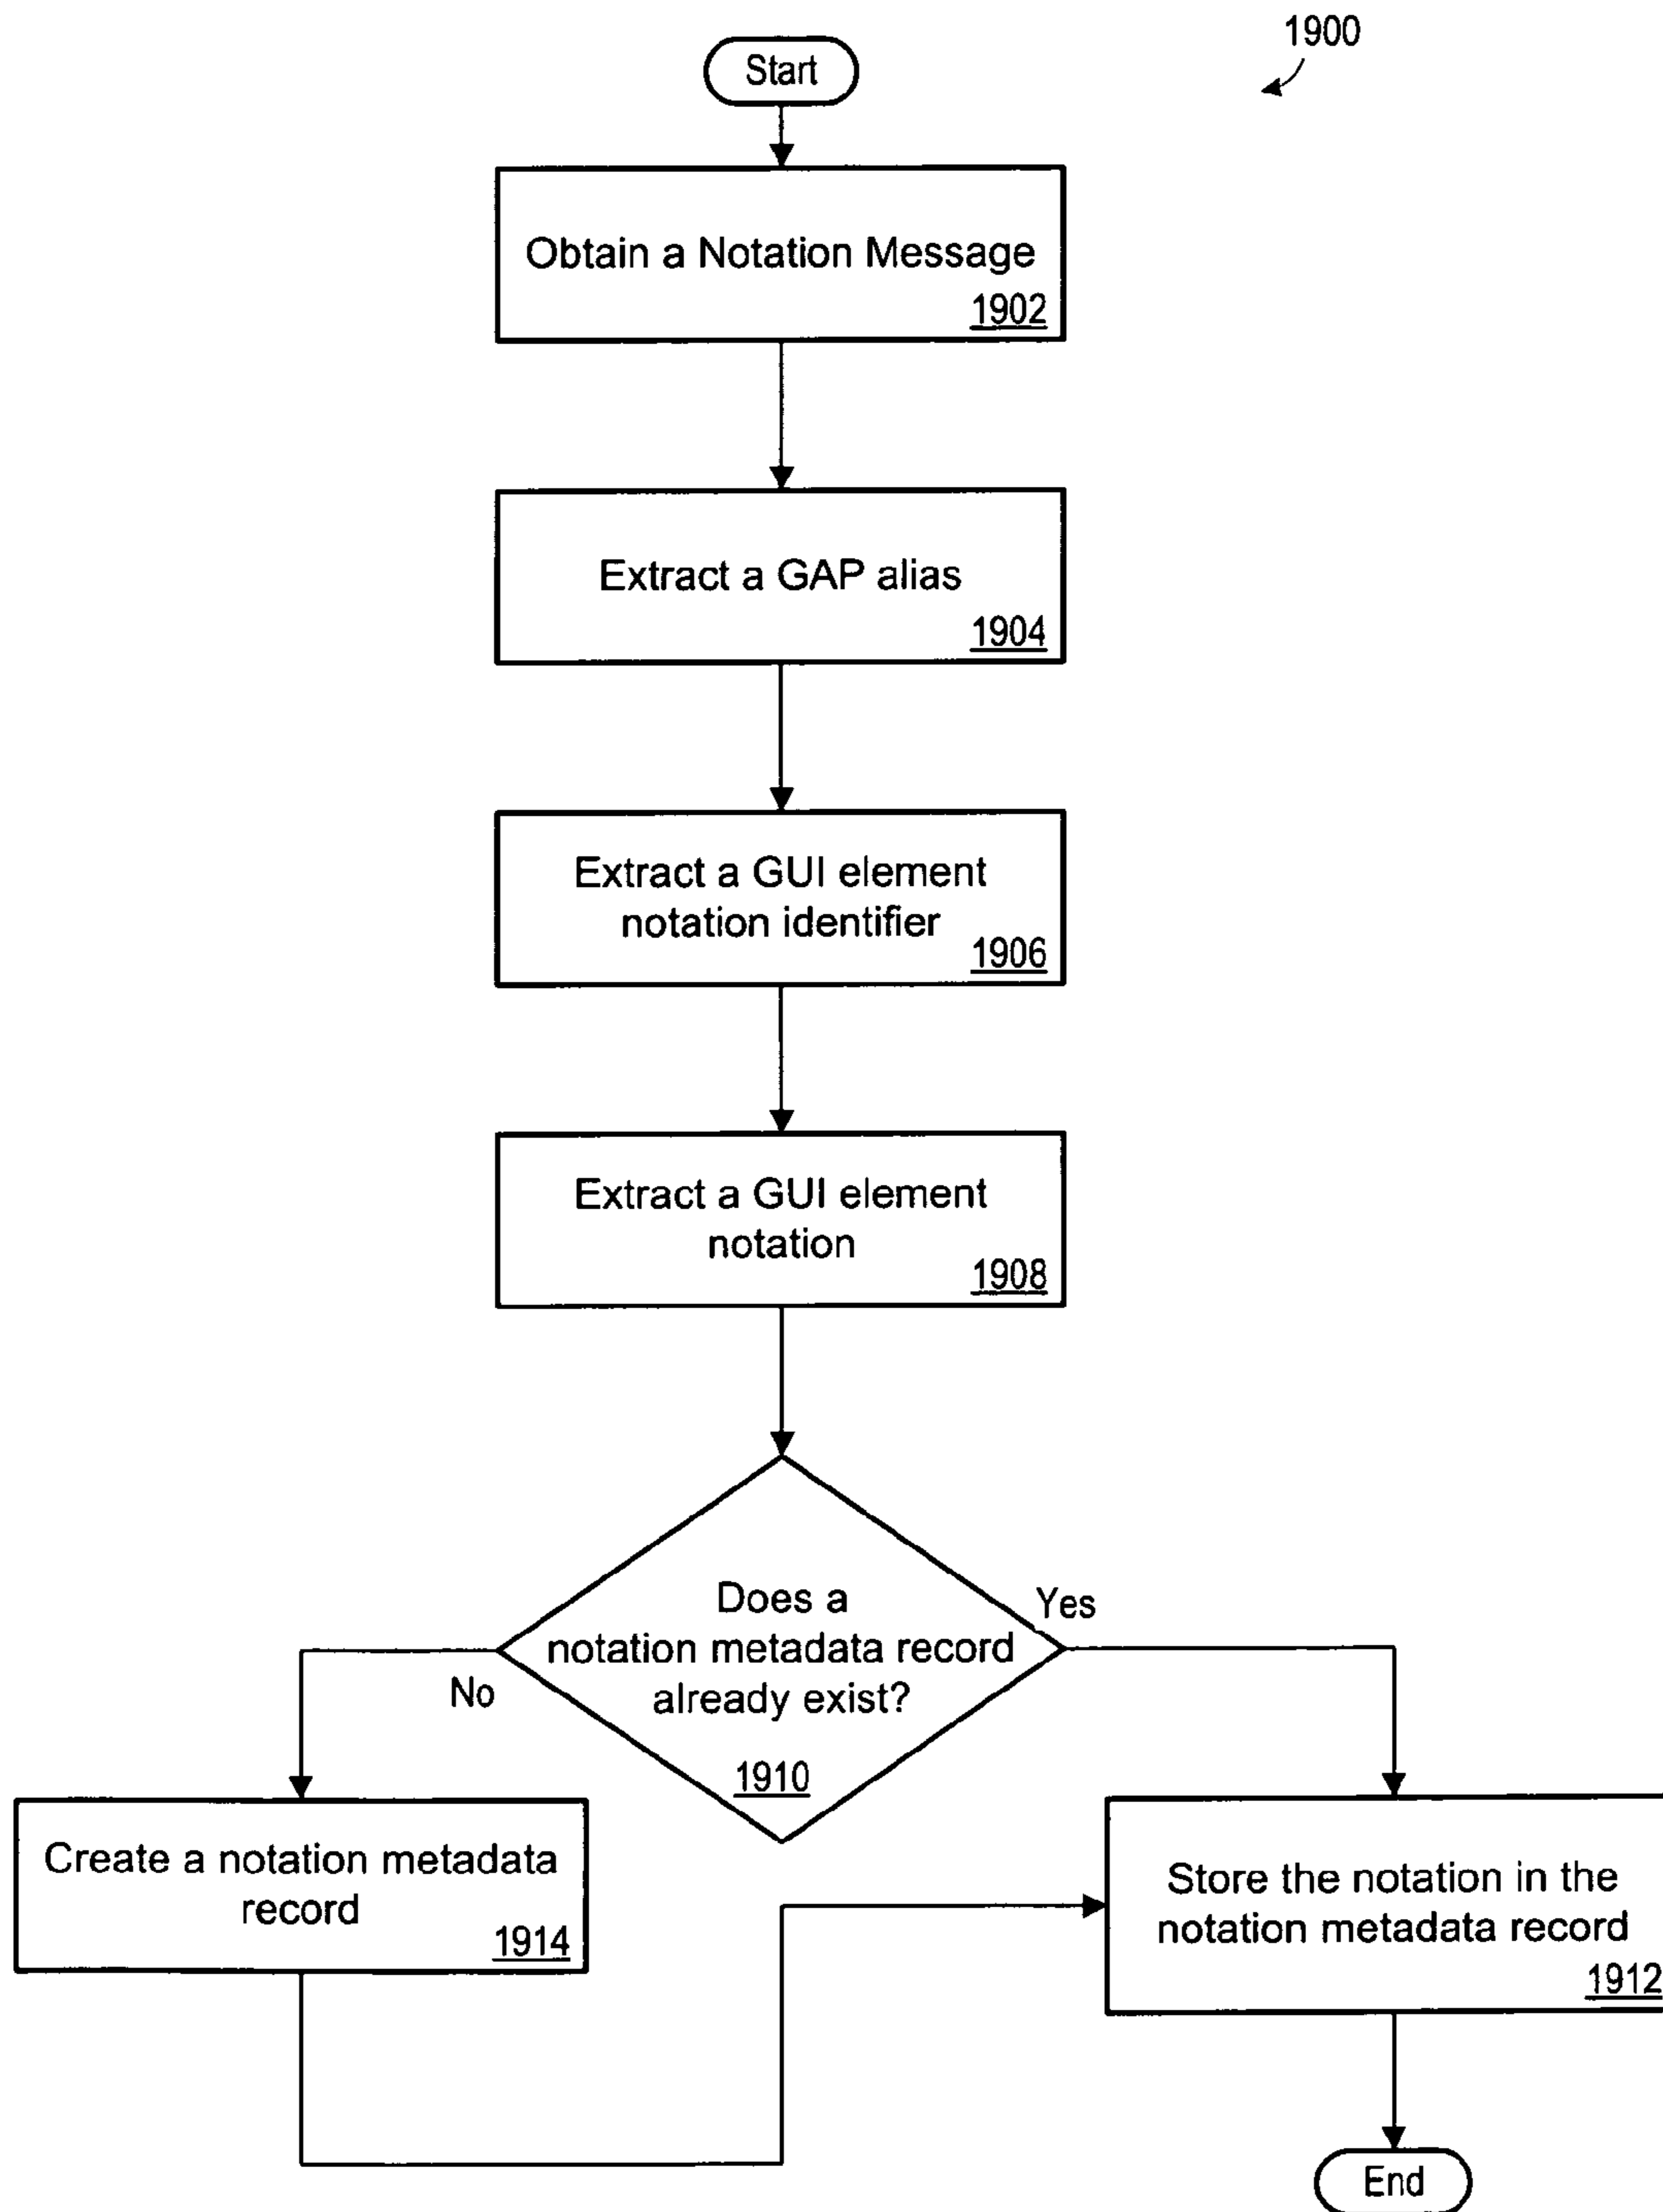 1900
Start
Obtain a Notation Message
1902
Extract a GAP alias
1904
Extract a GUI element
notation identifier
1906
Extract a GUI element
notation
1908
Does a
notation metadata record
already exist?
1910
Yes
No
Create a notation metadata
record
1914
Store the notation in the
notation metadata record
1912
End